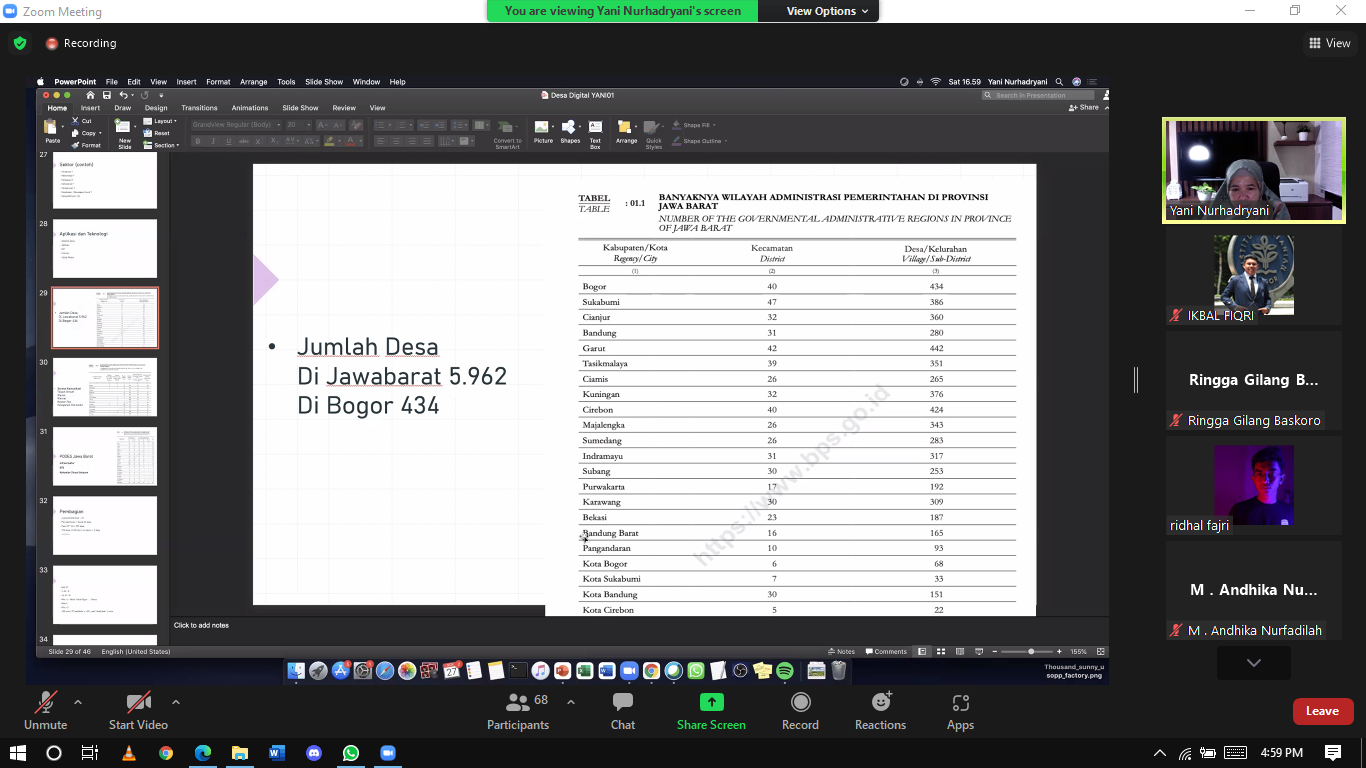 Zoom Meeting
You are viewing Yani Nurhadryani's screen
View Options
Recording
View
PowerPoint File Edit View Insert Format Arrange Tools Slide Show Window Help
Sat 16.59 Yani Nurhadryani
Desa Digital YANI01
Search in Presentation
Home Insert Draw Design Transitions Animations Slide Show Review View
Share
Paste
Cut
Copy
Format
New Slide
Layout
Reset
Section
Grandview Regular (Body) 20
Convert to SmartArt
Picture
Shapes
Text Box
Arrange
Quick Styles
Shape Fill
Shape Outline
27
Sektor (contoh)
28
Aplikasi dan Teknologi
29
Jumlah Desa
Di Jawabarat 5.962
Di Bogor 434
30
31
PODES Jawa Barat
32
Pembagian
33
34
• Jumlah Desa
Di Jawabarat 5.962
Di Bogor 434
TABEL
TABLE
: 01.1
BANYAKNYA WILAYAH ADMINISTRASI PEMERINTAHAN DI PROVINSI
JAWA BARAT
NUMBER OF THE GOVERNMENTAL ADMINISTRATIVE REGIONS IN PROVINCE
OF JAWA BARAT
Kabupaten/Kota Kecamatan Desa/Kelurahan
Regency/City District Village/Sub-District
(1) (2) (3)
Bogor 40 434
Sukabumi 47 386
Cianjur 32 360
Bandung 31 280
Garut 42 442
Tasikmalaya 39 351
Ciamis 26 265
Kuningan 32 376
Cirebon 40 424
Majalengka 26 343
Sumedang 26 283
Indramayu 31 317
Subang 30 253
Purwakarta 17 192
Karawang 30 309
Bekasi 23 187
Bandung Barat 16 165
Pangandaran 10 93
Kota Bogor 6 68
Kota Sukabumi 7 33
Kota Bandung 30 151
Kota Cirebon 5 22
https://www.bps.go.id
Click to add notes
Slide 29 of 46 English (United States)
Notes Comments 155%
Thousand_sunny_u
sopp_factory.png
Yani Nurhadryani
IKBAL FIQRI
Ringga Gilang B...
Ringga Gilang Baskoro
ridhal fajri
M . Andhika Nu...
M . Andhika Nurfadilah
Unmute
Start Video
Participants
68
Chat
Share Screen
Record
Reactions
Apps
Leave
4:59 PM